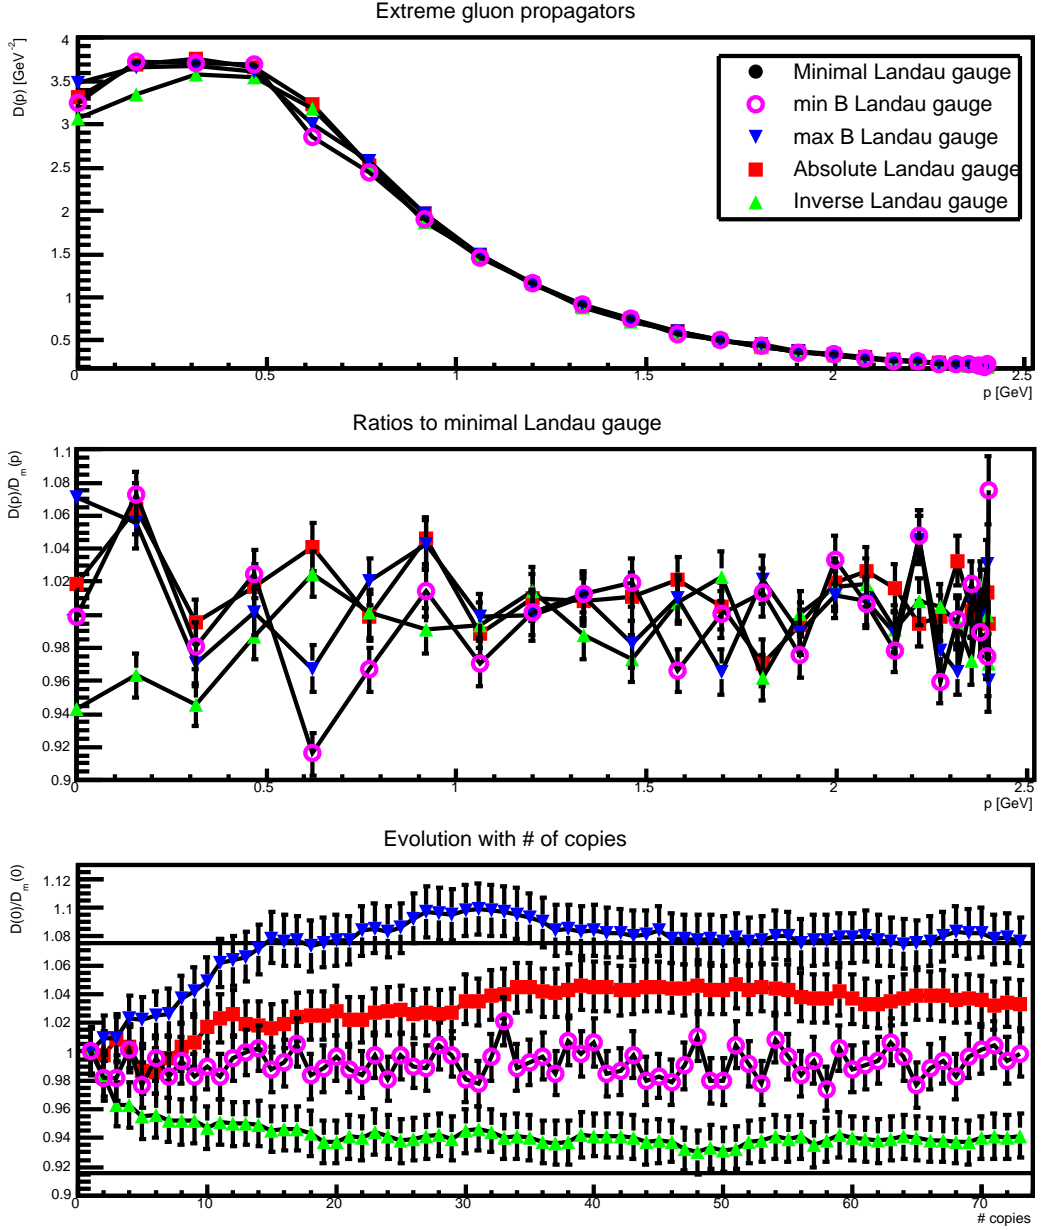 Extreme gluon propagators
D(p) [GeV⁻²]
4
3.5
3
2.5
2
1.5
1
0.5
Minimal Landau gauge
min B Landau gauge
max B Landau gauge
Absolute Landau gauge
Inverse Landau gauge
0 0.5 1 1.5 2 2.5
p [GeV]
Ratios to minimal Landau gauge
D(p)/D_m(p)
1.1
1.08
1.06
1.04
1.02
1
0.98
0.96
0.94
0.92
0.9
0 0.5 1 1.5 2 2.5
p [GeV]
Evolution with # of copies
D(0)/D_m(0)
1.12
1.1
1.08
1.06
1.04
1.02
1
0.98
0.96
0.94
0.92
0.9
0 10 20 30 40 50 60 70
# copies